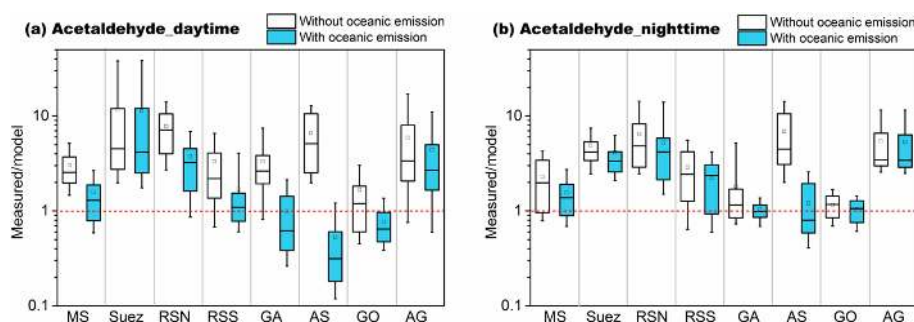 (a) Acetaldehyde_daytime
Without oceanic emission
With oceanic emission
Measured/model
10
1
0.1
MS Suez RSN RSS GA AS GO AG
(b) Acetaldehyde_nighttime
Without oceanic emission
With oceanic emission
Measured/model
10
1
0.1
MS Suez RSN RSS GA AS GO AG